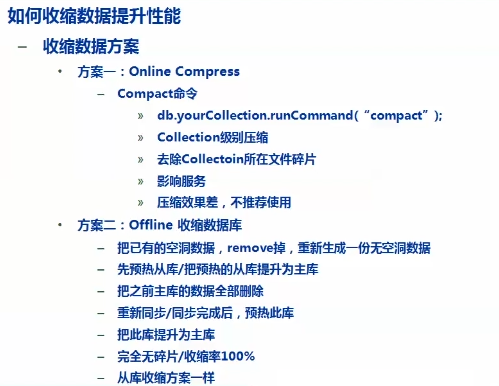 如何收缩数据提升性能
– 收缩数据方案
• 方案一：Online Compress
– Compact命令
» db.yourCollection.runCommand(“compact”);
» Collection级别压缩
» 去除Collectoin所在文件碎片
» 影响服务
» 压缩效果差，不推荐使用
• 方案二：Offline 收缩数据库
– 把已有的空洞数据，remove掉，重新生成一份无空洞数据
– 先预热从库/把预热的从库提升为主库
– 把之前主库的数据全部删除
– 重新同步/同步完成后，预热此库
– 把此库提升为主库
– 完全无碎片/收缩率100%
– 从库收缩方案一样